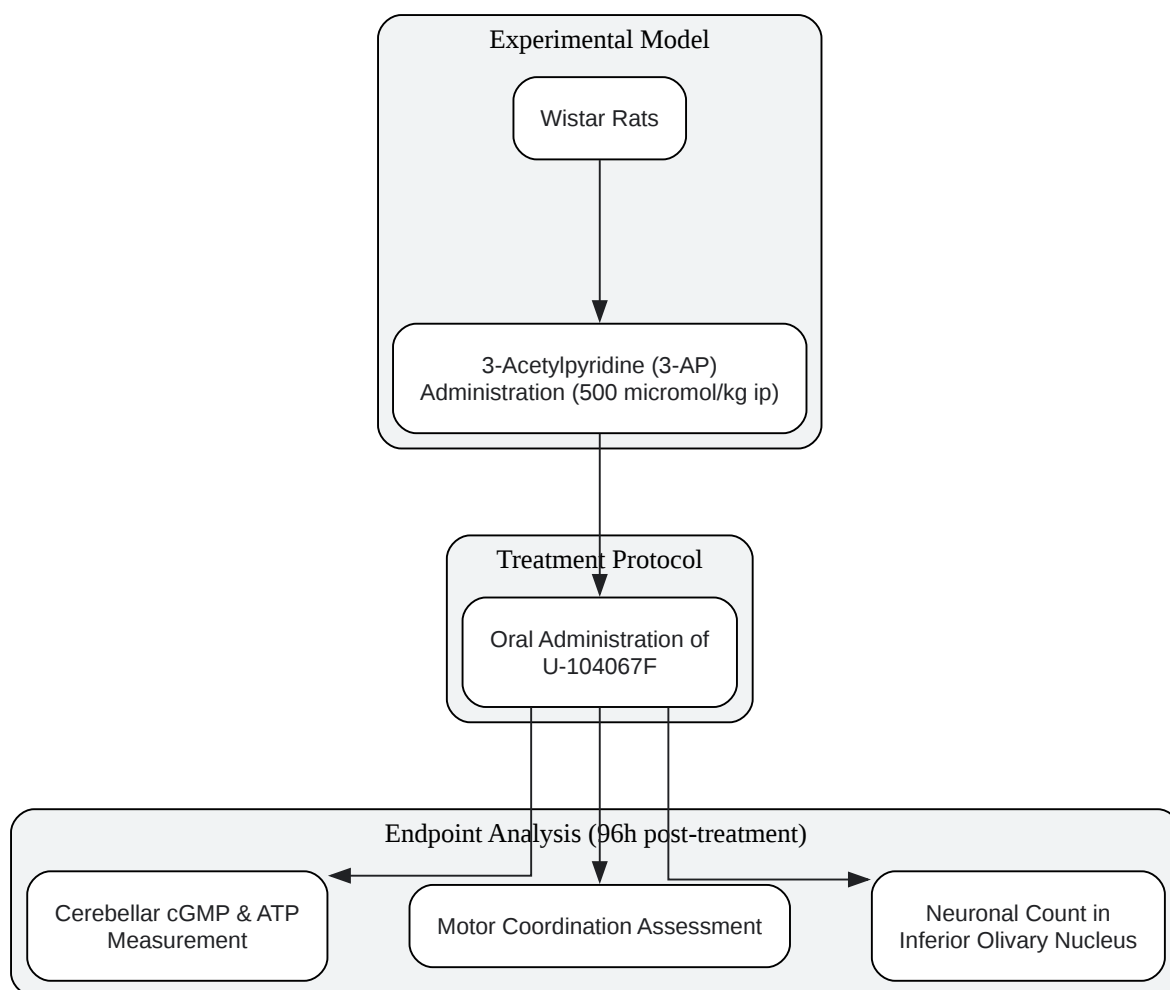 Experimental Model
Wistar Rats
3-Acetylpyridine (3-AP)
Administration (500 micromol/kg ip)
Treatment Protocol
Oral Administration of
U-104067F
Endpoint Analysis (96h post-treatment)
Cerebellar cGMP & ATP
Measurement
Motor Coordination Assessment
Neuronal Count in
Inferior Olivary Nucleus